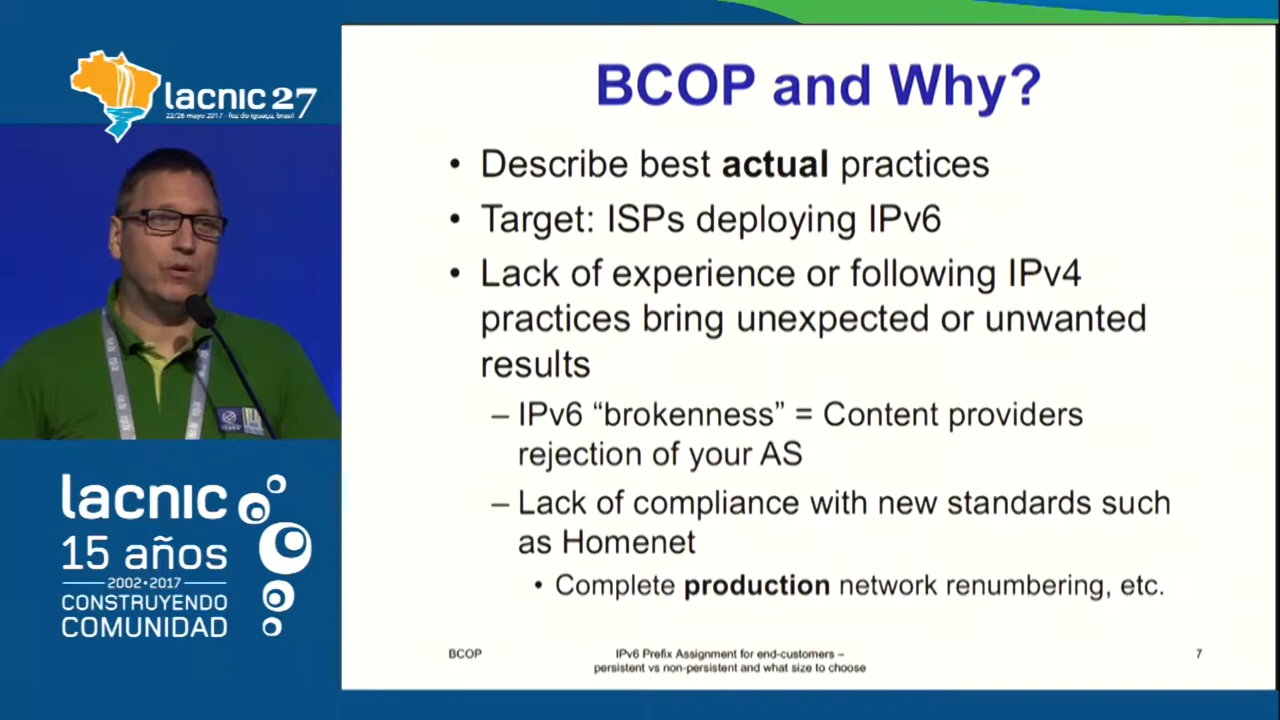 lacnic 27
22/26 mayo 2017 - foz do iguaçu, brasil
lacnic
15 años
2002•2017
CONSTRUYENDO
COMUNIDAD
BCOP and Why?
• Describe best actual practices
• Target: ISPs deploying IPv6
• Lack of experience or following IPv4
practices bring unexpected or unwanted
results
– IPv6 “brokenness” = Content providers
rejection of your AS
– Lack of compliance with new standards such
as Homenet
• Complete production network renumbering, etc.
BCOP
IPv6 Prefix Assignment for end-customers –
persistent vs non-persistent and what size to choose
7